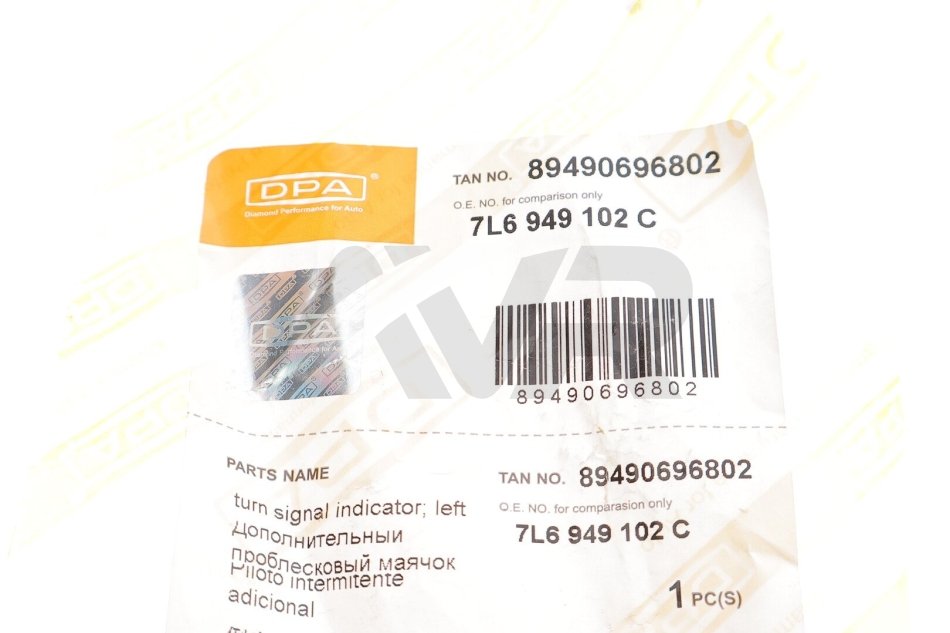 DPA®
Diamond Performance for Auto
TAN NO. 89490696802
O.E. NO. for comparison only
7L6 949 102 C
DPA
89490696802
PARTS NAME
turn signal indicator; left
Дополнительный
проблесковый маячок
Piloto intermitente
adicional
TAN NO. 89490696802
O.E. NO. for comparasion only
7L6 949 102 C
1 PC(S)